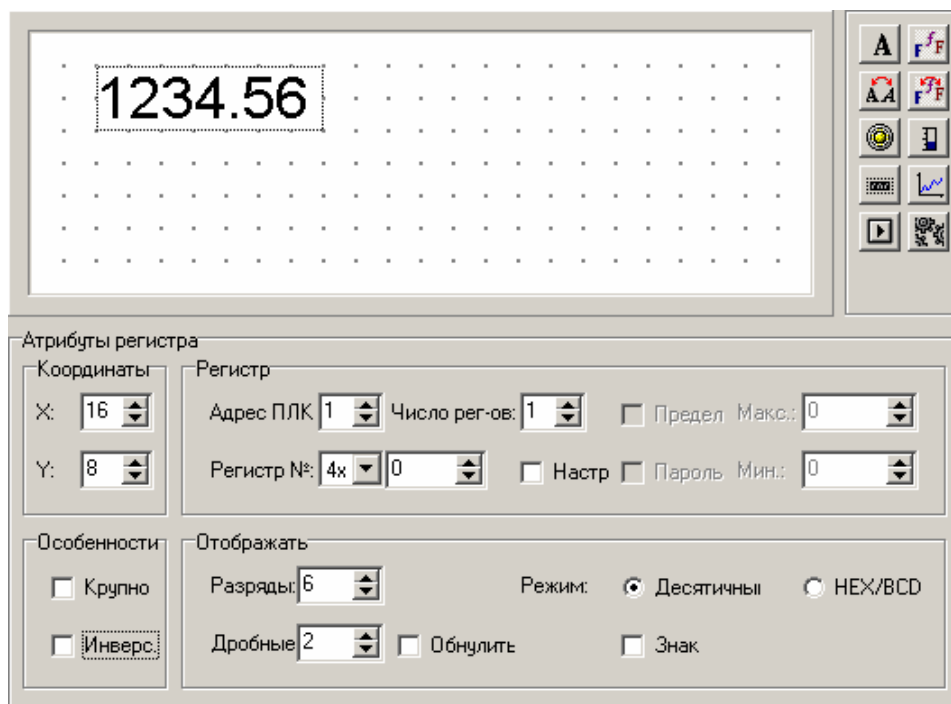 1234.56
A F f F
A A F F F
Атрибуты регистра
Координаты
X: 16
Y: 8
Регистр
Адрес ПЛК 1 Число рег-ов: 1 Предел Макс.: 0
Регистр №: 4x 0 Настр Пароль Мин.: 0
Особенности
Крупно
Инверс.
Отображать
Разряды: 6 Режим: Десятичны HEX/BCD
Дробные 2 Обнулить Знак